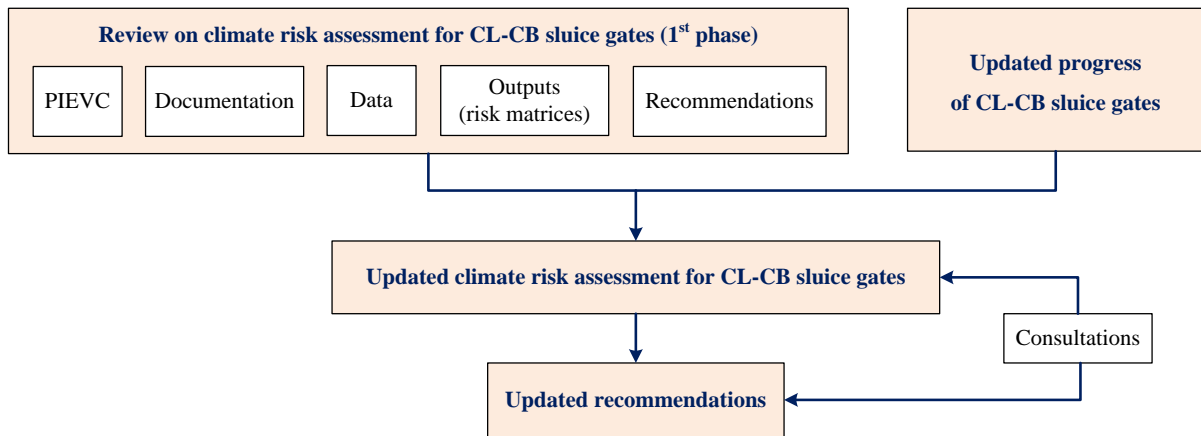 Review on climate risk assessment for CL-CB sluice gates (1st phase)
PIEVC
Documentation
Data
Outputs
(risk matrices)
Recommendations
Updated progress
of CL-CB sluice gates
Updated climate risk assessment for CL-CB sluice gates
Consultations
Updated recommendations